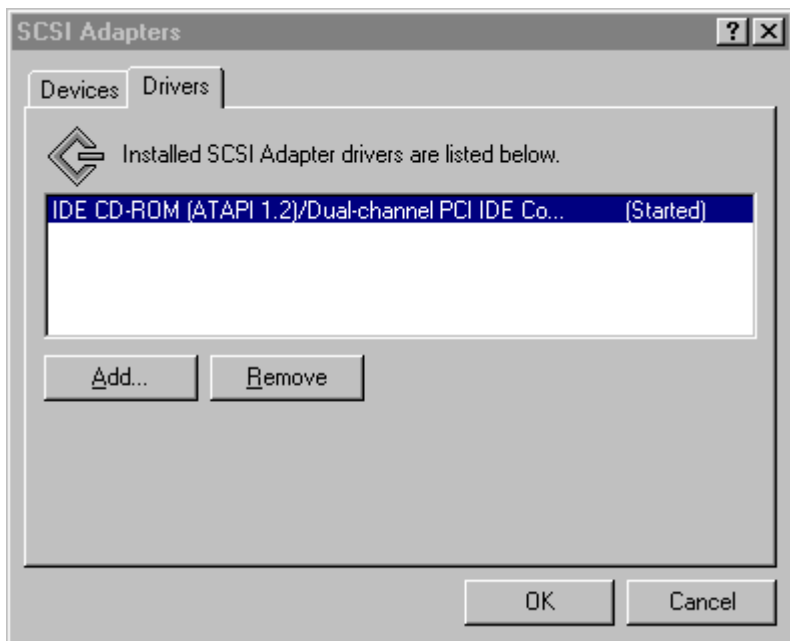 SCSI Adapters
Devices Drivers
Installed SCSI Adapter drivers are listed below.
IDE CD-ROM (ATAPI 1.2)/Dual-channel PCI IDE Co... (Started)
Add... Remove
OK Cancel